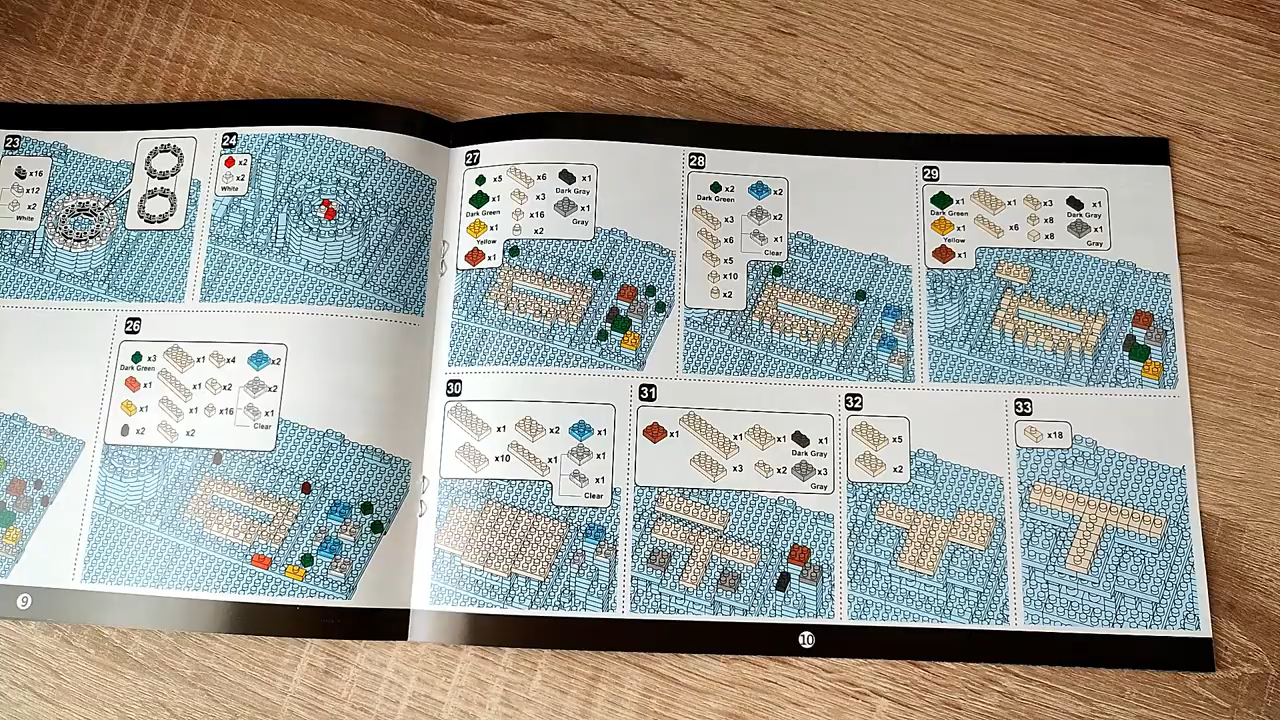 23
x16
x12
x2
White
24
x2
x2
White
26
x3
Dark Green
x1
x1
x2
x1
x1
x1
x2
x4
x2
x16
x2
x2
x1
Clear
9
27
x5
x1
Dark Green
x1
Yellow
x1
x6
x3
x16
x2
x1
Dark Gray
x1
Gray
28
x2
Dark Green
x3
x6
x5
x10
x2
x2
x2
x1
Clear
29
x1
Dark Green
x1
Yellow
x1
x1
x6
x3
x8
x8
x1
Dark Gray
x1
Gray
30
x1
x10
x2
x1
x1
x1
x1
Clear
31
x1
x1
x3
x1
x2
x1
Dark Gray
x3
Gray
32
x5
x2
33
x18
10